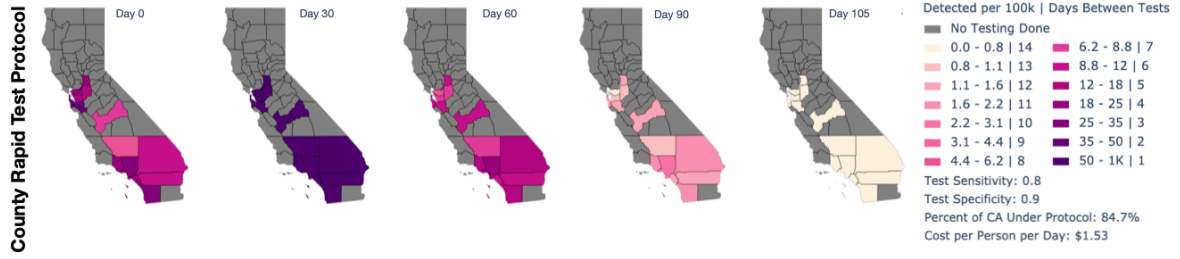 County Rapid Test Protocol
Day 0
Day 30
Day 60
Day 90
Day 105
Detected per 100k | Days Between Tests
No Testing Done
0.0 - 0.8 | 14
0.8 - 1.1 | 13
1.1 - 1.6 | 12
1.6 - 2.2 | 11
2.2 - 3.1 | 10
3.1 - 4.4 | 9
4.4 - 6.2 | 8
6.2 - 8.8 | 7
8.8 - 12 | 6
12 - 18 | 5
18 - 25 | 4
25 - 35 | 3
35 - 50 | 2
50 - 1K | 1
Test Sensitivity: 0.8
Test Specificity: 0.9
Percent of CA Under Protocol: 84.7%
Cost per Person per Day: $1.53